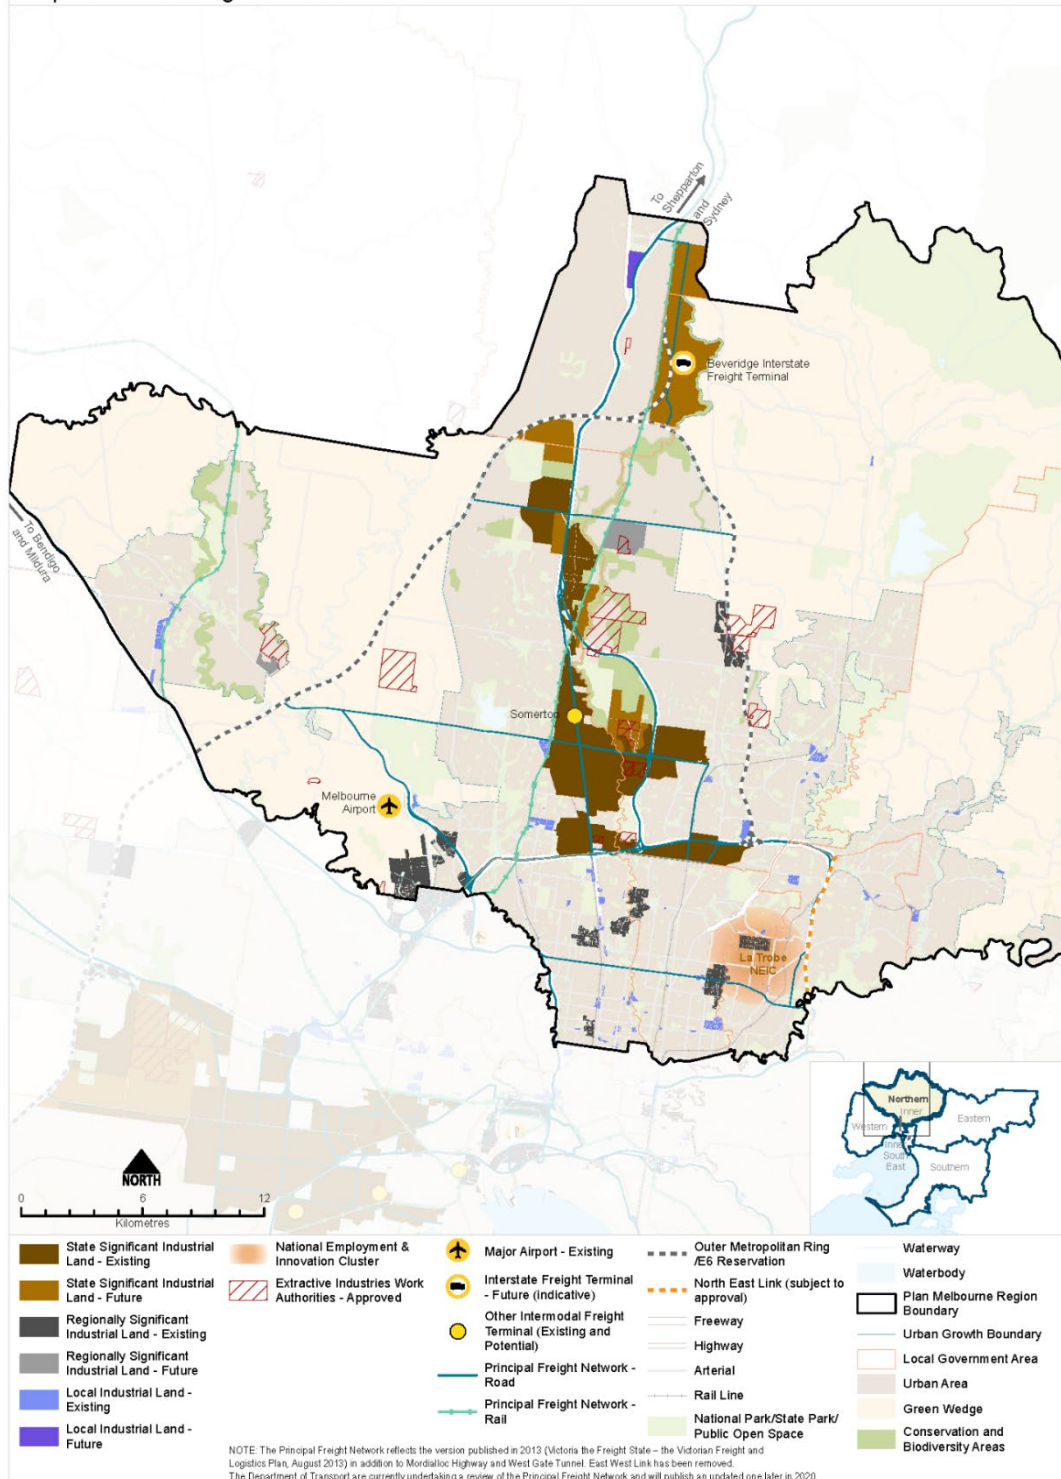 To
Shepparton
and
Sydney
Beveridge Interstate
Freight Terminal
To Bendigo
and Mildura
Somerton
Melbourne
Airport
La Trobe
NEIC
Northern
Inner
Western
Eastern
Inner
South
East
Southern
NORTH
0 6 12
Kilometres
State Significant Industrial
Land - Existing
State Significant Industrial
Land - Future
Regionally Significant
Industrial Land - Existing
Regionally Significant
Industrial Land - Future
Local Industrial Land -
Existing
Local Industrial Land -
Future
National Employment &
Innovation Cluster
Extractive Industries Work
Authorities - Approved
Major Airport - Existing
Interstate Freight Terminal
- Future (indicative)
Other Intermodal Freight
Terminal (Existing and
Potential)
Principal Freight Network -
Road
Principal Freight Network -
Rail
Outer Metropolitan Ring
/E6 Reservation
North East Link (subject to
approval)
Freeway
Highway
Arterial
Rail Line
National Park/State Park/
Public Open Space
Waterway
Waterbody
Plan Melbourne Region
Boundary
Urban Growth Boundary
Local Government Area
Urban Area
Green Wedge
Conservation and
Biodiversity Areas
NOTE: The Principal Freight Network reflects the version published in 2013 (Victoria the Freight State – the Victorian Freight and
Logistics Plan, August 2013) in addition to Mordialloc Highway and West Gate Tunnel. East West Link has been removed.
The Department of Transport are currently undertaking a review of the Principal Freight Network and will publish an updated one later in 2020.